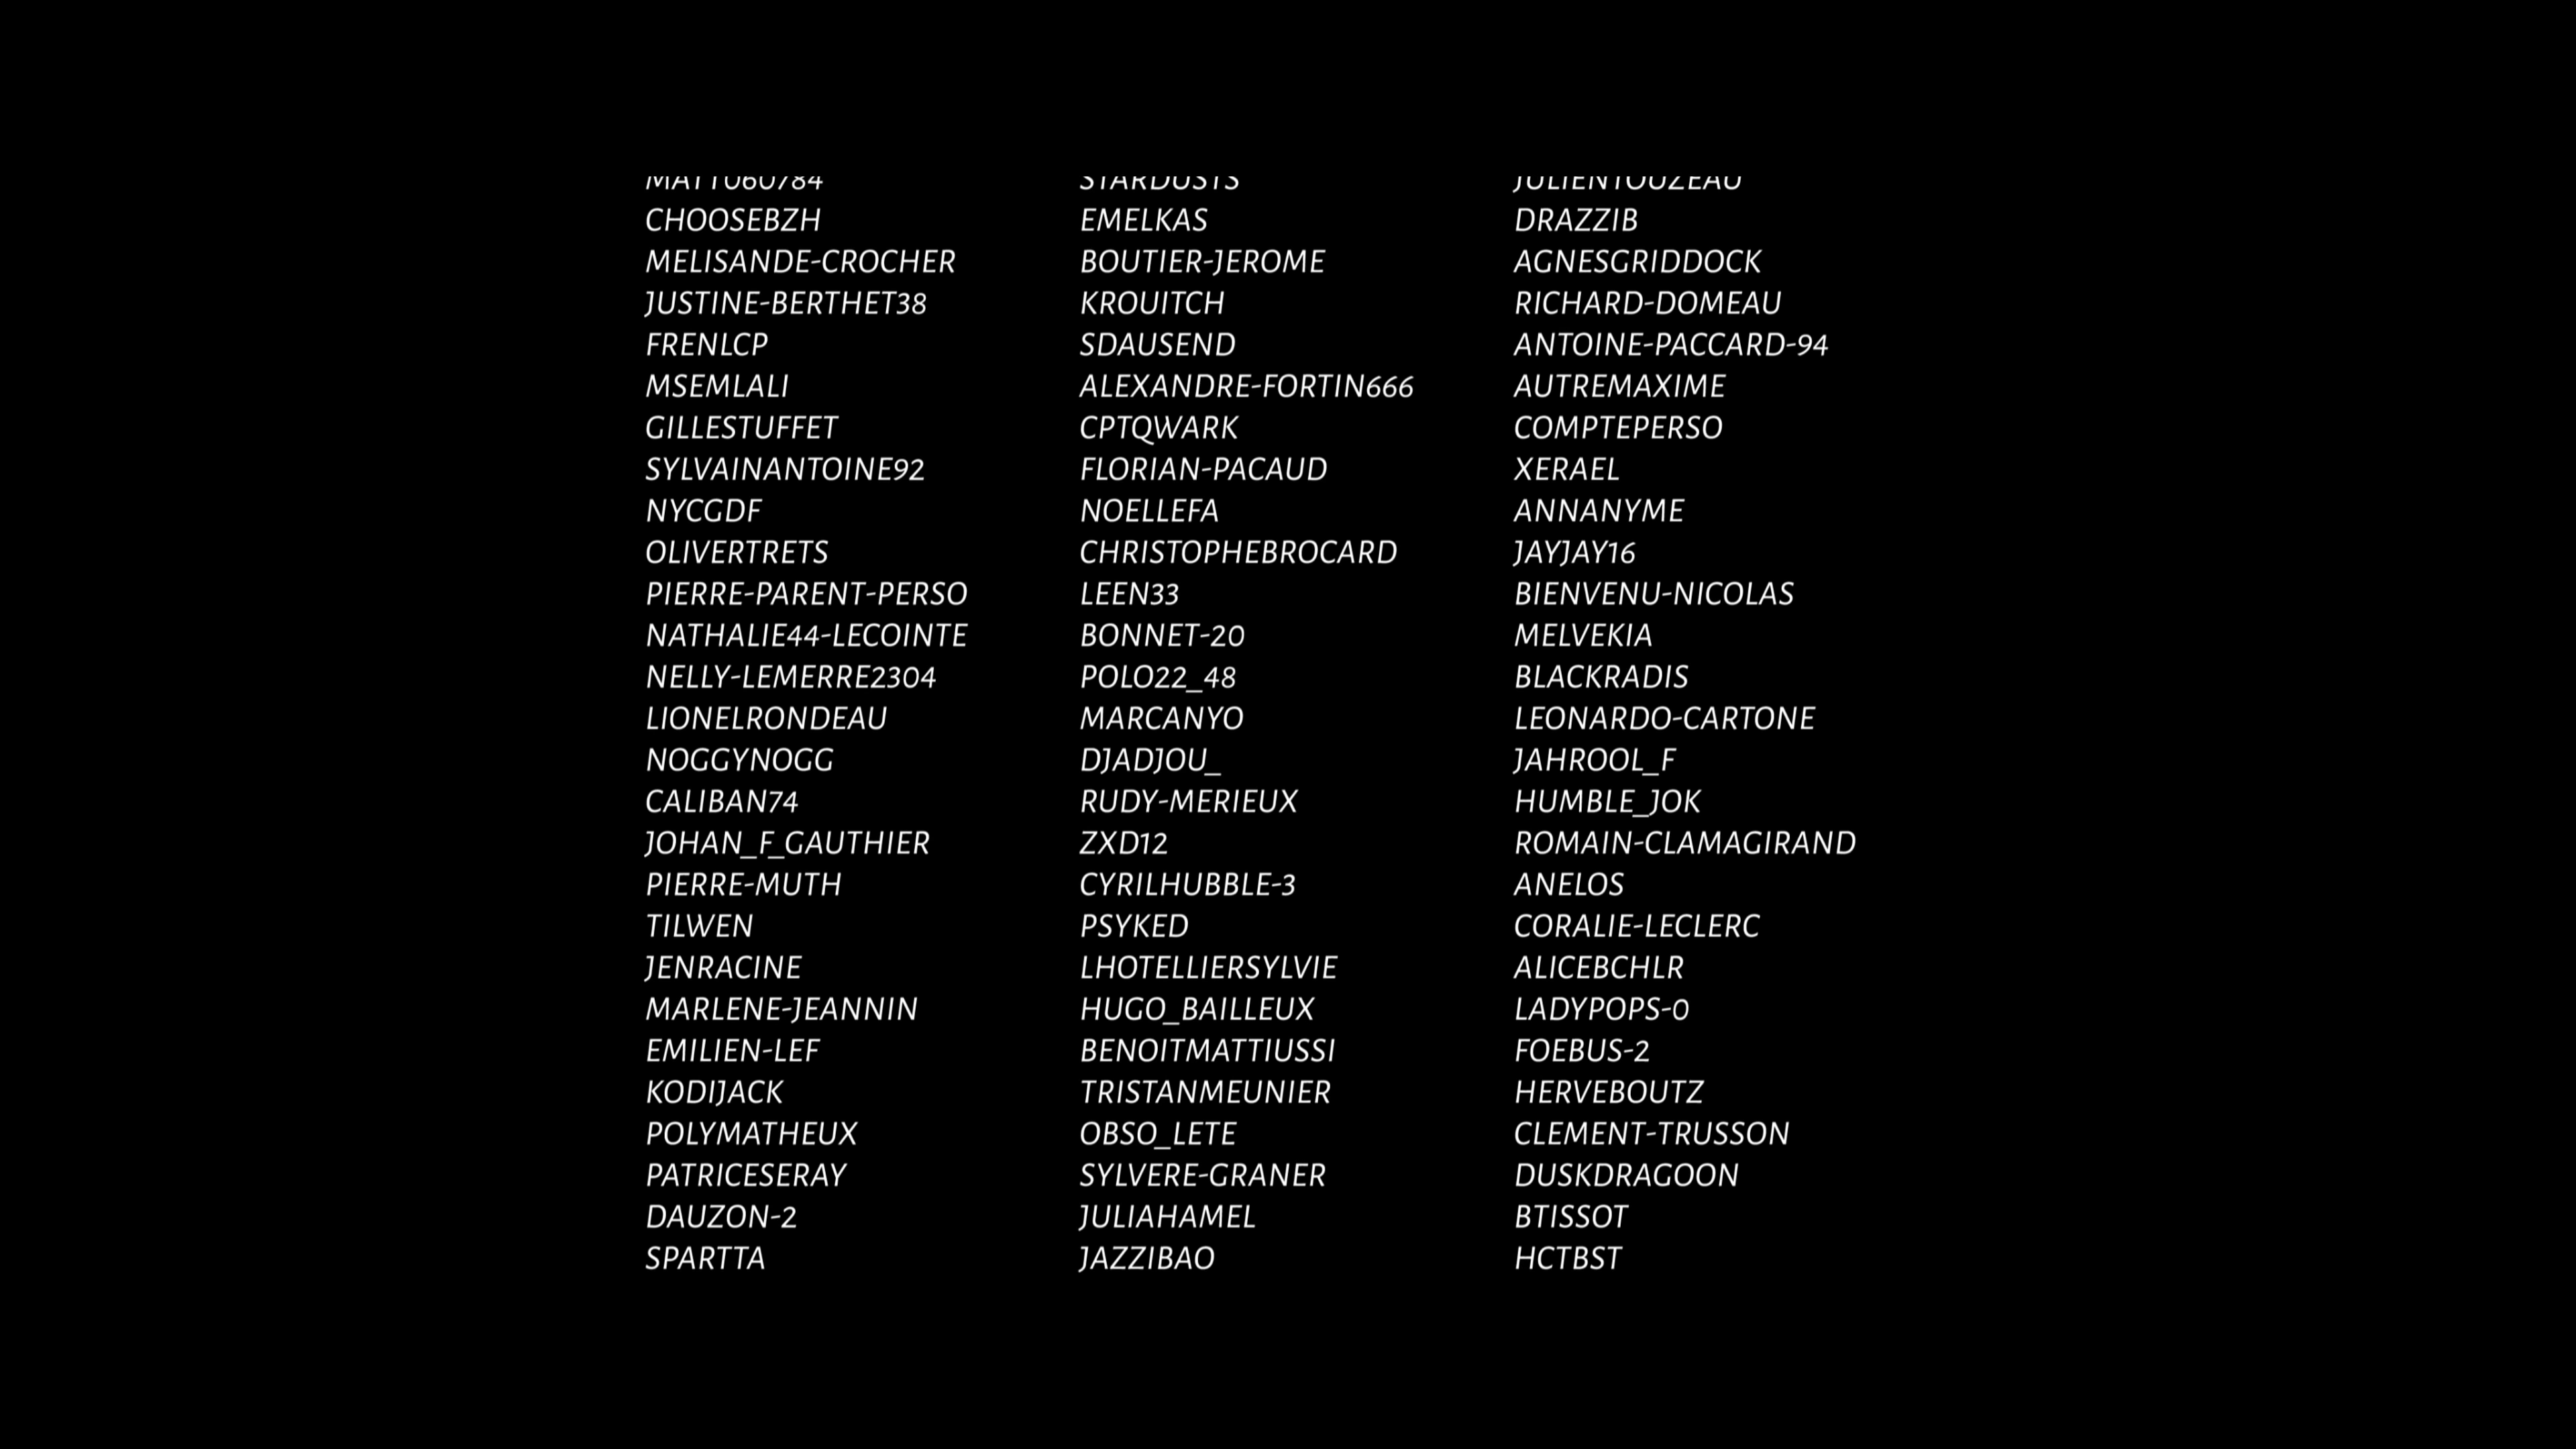 MATT060784 STARDUSTS JULIENTOUZEAU
CHOOSEBZH EMELKAS DRAZZIB
MELISANDE-CROCHER BOUTIER-JEROME AGNESGRIDDOCK
JUSTINE-BERTHET38 KROUITCH RICHARD-DOMEAU
FRENLCP SDAUSEND ANTOINE-PACCARD-94
MSEMLALI ALEXANDRE-FORTIN666 AUTREMAXIME
GILLESTUFFET CPTQWARK COMPTEPERSO
SYLVAINANTOINE92 FLORIAN-PACAUD XERAEL
NYCGDF NOELLEFA ANNANYME
OLIVERTRETS CHRISTOPHEBROCARD JAYJAY16
PIERRE-PARENT-PERSO LEEN33 BIENVENU-NICOLAS
NATHALIE44-LECOINTE BONNET-20 MELVEKIA
NELLY-LEMERRE2304 POLO22_48 BLACKRADIS
LIONELRONDEAU MARCANYO LEONARDO-CARTONE
NOGGYNOGG DJADJOU_ JAHROOL_F
CALIBAN74 RUDY-MERIEUX HUMBLE_JOK
JOHAN_F_GAUTHIER ZXD12 ROMAIN-CLAMAGIRAND
PIERRE-MUTH CYRILHUBBLE-3 ANELOS
TILWEN PSYKED CORALIE-LECLERC
JENRACINE LHOTELLIERSYLVIE ALICEBCHLR
MARLENE-JEANNIN HUGO_BAILLEUX LADYPOPS-0
EMILIEN-LEF BENOITMATTIUSSI FOEBUS-2
KODIJACK TRISTANMEUNIER HERVEBOUTZ
POLYMATHEUX OBSO_LETE CLEMENT-TRUSSON
PATRICESERAY SYLVERE-GRANER DUSKDRAGOON
DAUZON-2 JULIAHAMEL BTISSOT
SPARTTA JAZZIBAO HCTBST